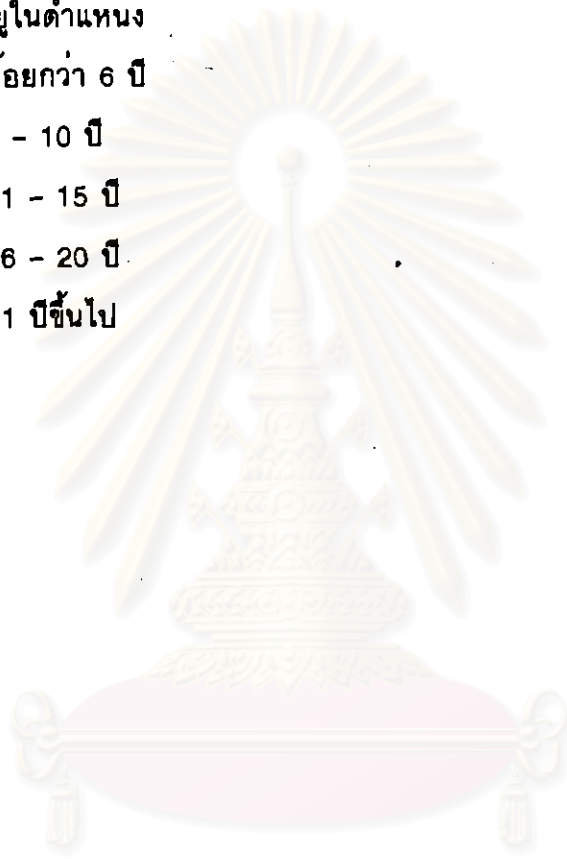 ยู่ในตำแหน่ง
้อยกว่า 6 ปี
– 10 ปี
1 – 15 ปี
6 – 20 ปี
1 ปีขึ้นไป